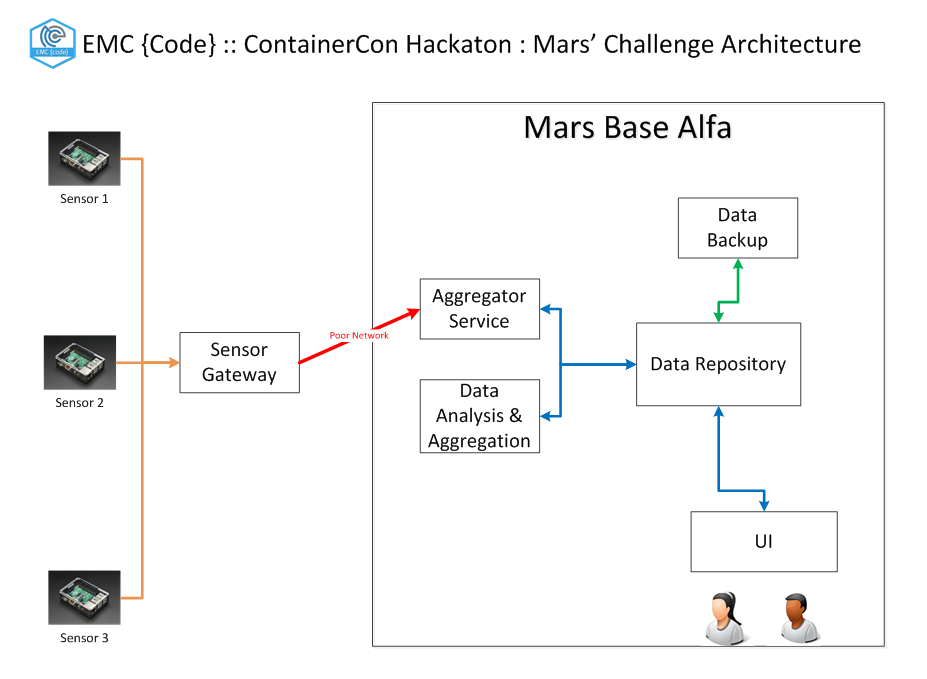 EMC {code}
EMC {Code} :: ContainerCon Hackaton : Mars’ Challenge Architecture
Mars Base Alfa
Sensor 1
Data
Backup
Aggregator
Service
Poor Network
Sensor
Gateway
Data Repository
Sensor 2
Data
Analysis &
Aggregation
UI
Sensor 3